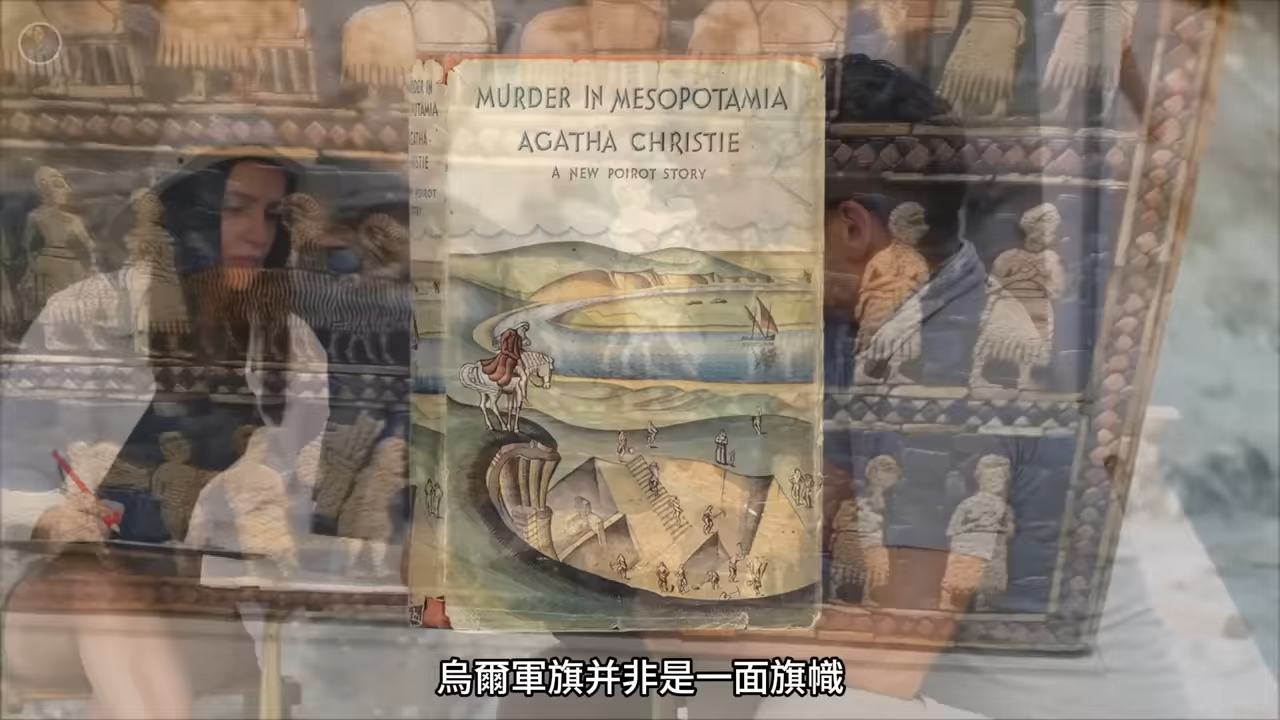 MURDER IN MESOPOTAMIA
AGATHA CHRISTIE
A NEW POIROT STORY
烏爾軍旗并非是一面旗幟